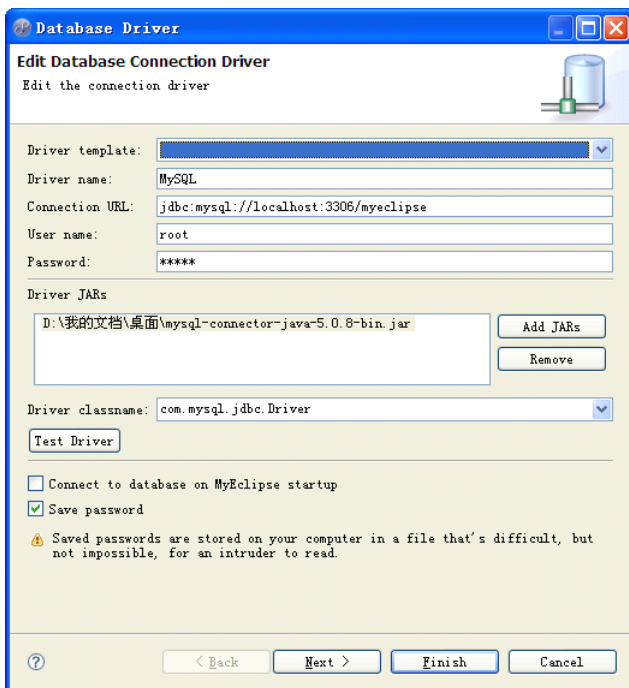 Database Driver
Edit Database Connection Driver
Edit the connection driver
Driver template:
Driver name: MySQL
Connection URL: jdbc:mysql://localhost:3306/myeclipse
User name: root
Password: *****
Driver JARs
D:\我的文档\桌面\mysql-connector-java-5.0.8-bin.jar
Add JARs
Remove
Driver classname: com.mysql.jdbc.Driver
Test Driver
Connect to database on MyEclipse startup
Save password
Saved passwords are stored on your computer in a file that's difficult, but
not impossible, for an intruder to read.
? < Back Next > Finish Cancel